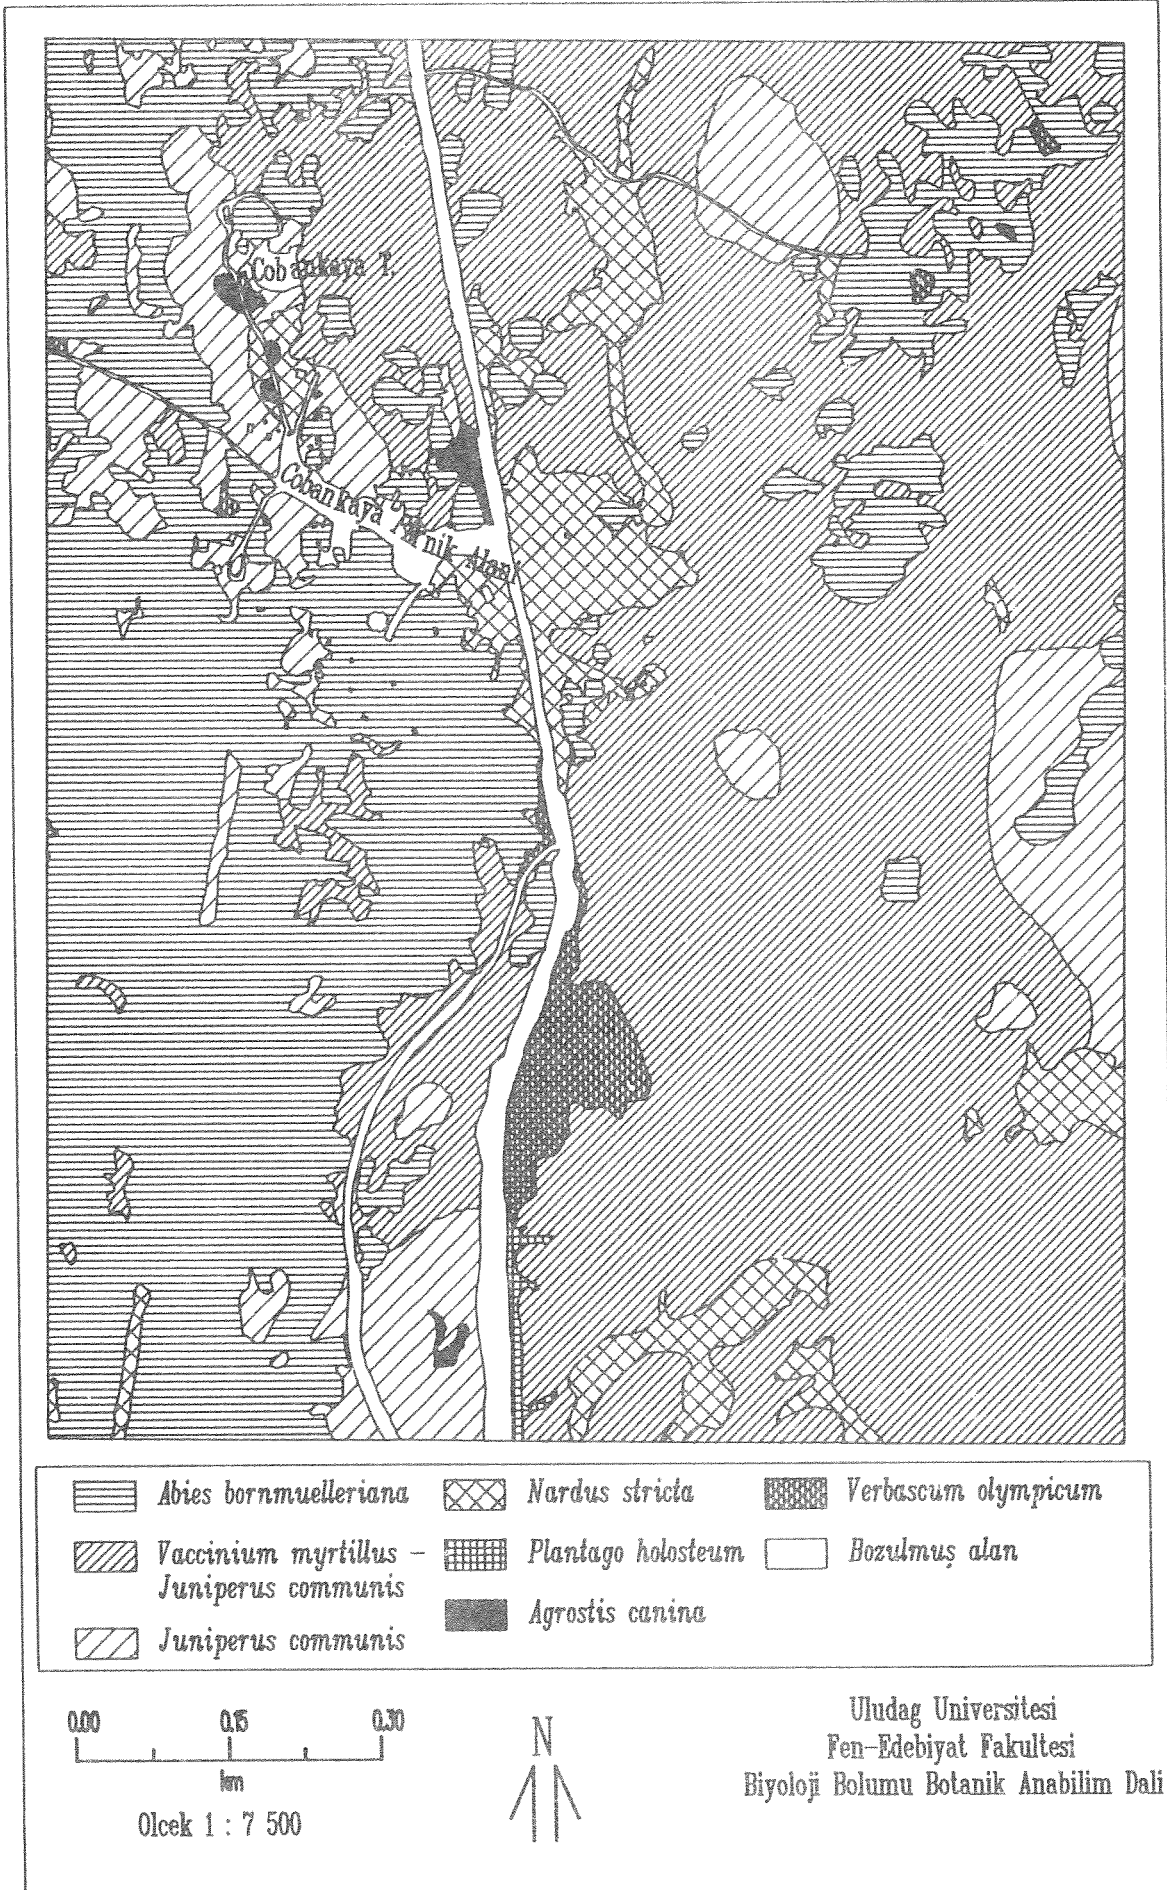 Cobankaya T.
Cobankaya Piknik Alani
Abies bornmuelleriana
Vaccinium myrtillus -
Juniperus communis
Juniperus communis
Nardus stricta
Plantago holosteum
Agrostis canina
Verbascum olympicum
Bozulmuş alan
0.00 0.15 0.30
km
Olcek 1 : 7 500
N
Uludag Universitesi
Fen-Edebiyat Fakultesi
Biyoloji Bolumu Botanik Anabilim Dali